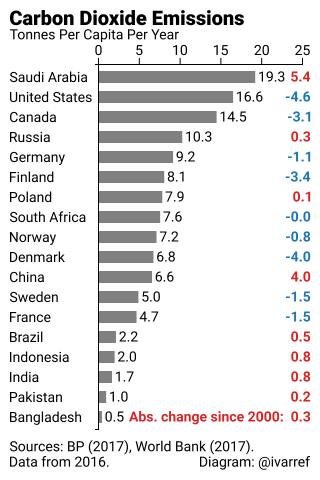 Carbon Dioxide Emissions
Tonnes Per Capita Per Year
0 5 10 15 20 25
Saudi Arabia 19.3 5.4
United States 16.6 -4.6
Canada 14.5 -3.1
Russia 10.3 0.3
Germany 9.2 -1.1
Finland 8.1 -3.4
Poland 7.9 0.1
South Africa 7.6 -0.0
Norway 7.2 -0.8
Denmark 6.8 -4.0
China 6.6 4.0
Sweden 5.0 -1.5
France 4.7 -1.5
Brazil 2.2 0.5
Indonesia 2.0 0.8
India 1.7 0.8
Pakistan 1.0 0.2
Bangladesh 0.5 Abs. change since 2000: 0.3
Sources: BP (2017), World Bank (2017).
Data from 2016. Diagram: @ivarref